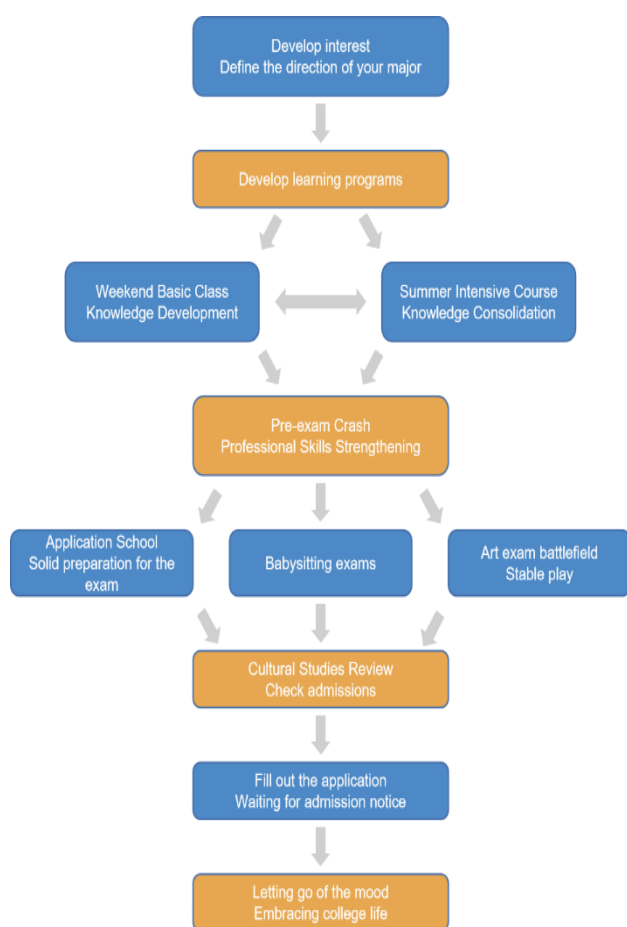 Develop interest
Define the direction of your major
Develop learning programs
Weekend Basic Class
Knowledge Development
Summer Intensive Course
Knowledge Consolidation
Pre-exam Crash
Professional Skills Strengthening
Application School
Solid preparation for the
exam
Babysitting exams
Art exam battlefield
Stable play
Cultural Studies Review
Check admissions
Fill out the application
Waiting for admission notice
Letting go of the mood
Embracing college life